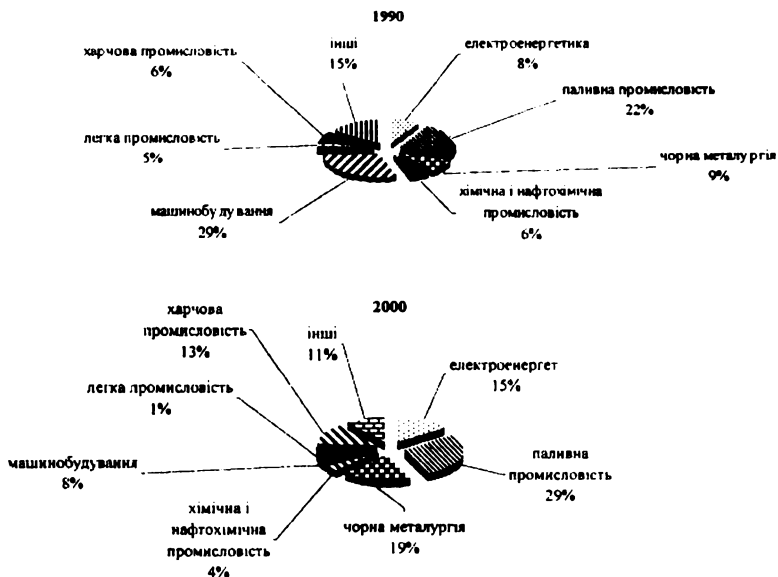 1990
харчова промисловість
6%
інші
15%
електроенергетика
8%
паливна промисловість
22%
легка промисловість
5%
чорна металургія
9%
хімічна і нафтохімічна
промисловість
6%
машинобудування
29%
2000
харчова
промисловість
13%
інші
11%
електроенергет
15%
легка промисловість
1%
машинобудування
8%
паливна
промисловість
29%
хімічна і
нафтохімічна
промисловість
4%
чорна металургія
19%